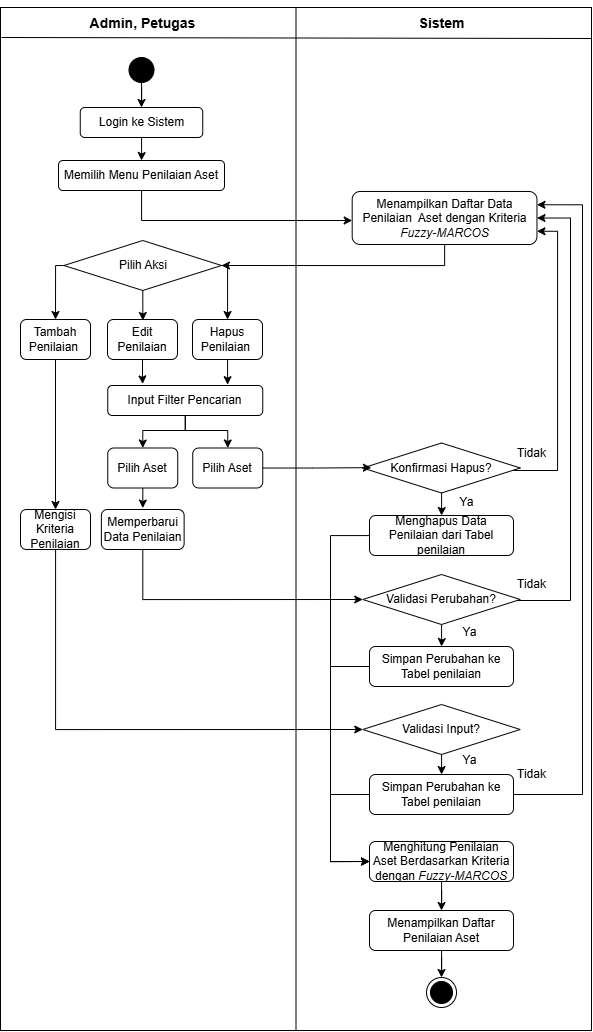 Admin, Petugas
Sistem
Login ke Sistem
Memilih Menu Penilaian Aset
Menampilkan Daftar Data
Penilaian Aset dengan Kriteria
Fuzzy-MARCOS
Pilih Aksi
Tambah
Penilaian
Edit
Penilaian
Hapus
Penilaian
Input Filter Pencarian
Pilih Aset
Pilih Aset
Konfirmasi Hapus?
Tidak
Ya
Mengisi
Kriteria
Penilaian
Memperbarui
Data Penilaian
Menghapus Data
Penilaian dari Tabel
penilaian
Tidak
Validasi Perubahan?
Ya
Simpan Perubahan ke
Tabel penilaian
Validasi Input?
Ya
Tidak
Simpan Perubahan ke
Tabel penilaian
Menghitung Penilaian
Aset Berdasarkan Kriteria
dengan Fuzzy-MARCOS
Menampilkan Daftar
Penilaian Aset